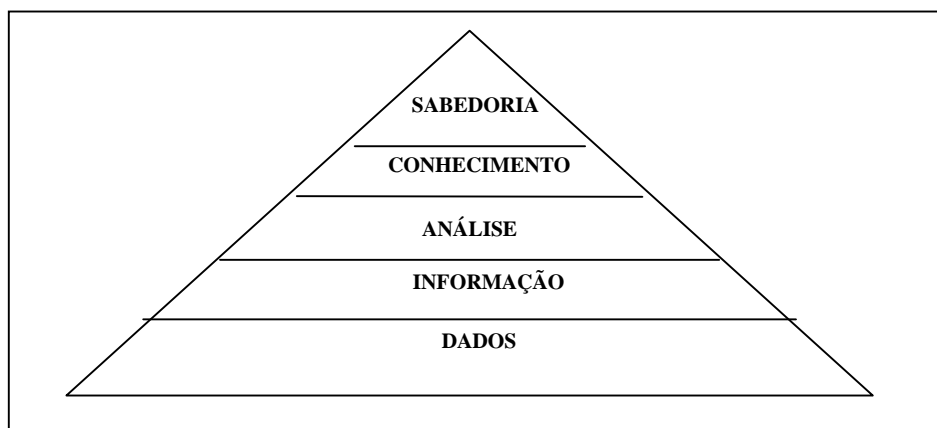 SABEDORIA
CONHECIMENTO
ANÁLISE
INFORMAÇÃO
DADOS